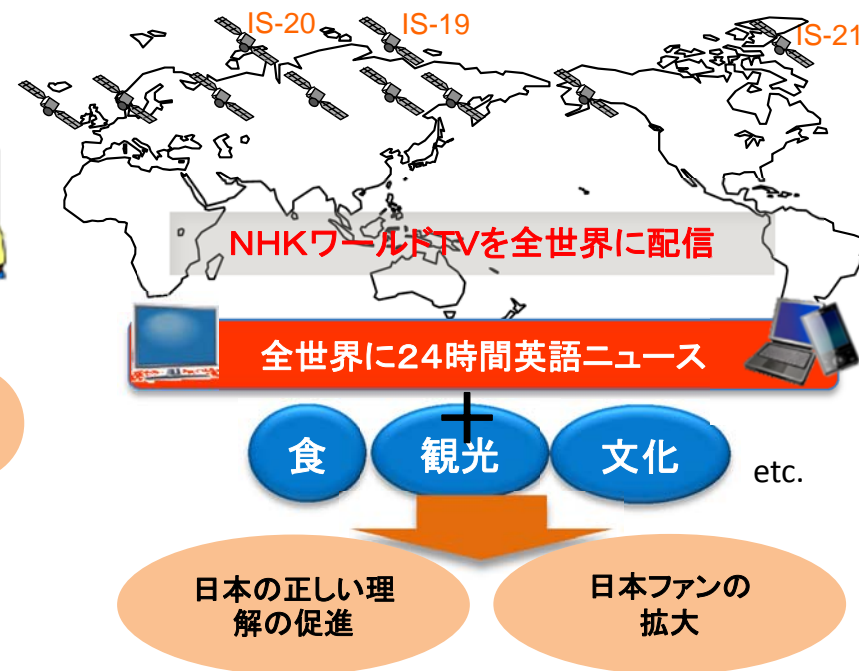 IS-20
IS-19
IS-21
NHKワールドTVを全世界に配信
全世界に24時間英語ニュース
+
食
観光
文化
etc.
日本の正しい理
解の促進
日本ファンの
拡大